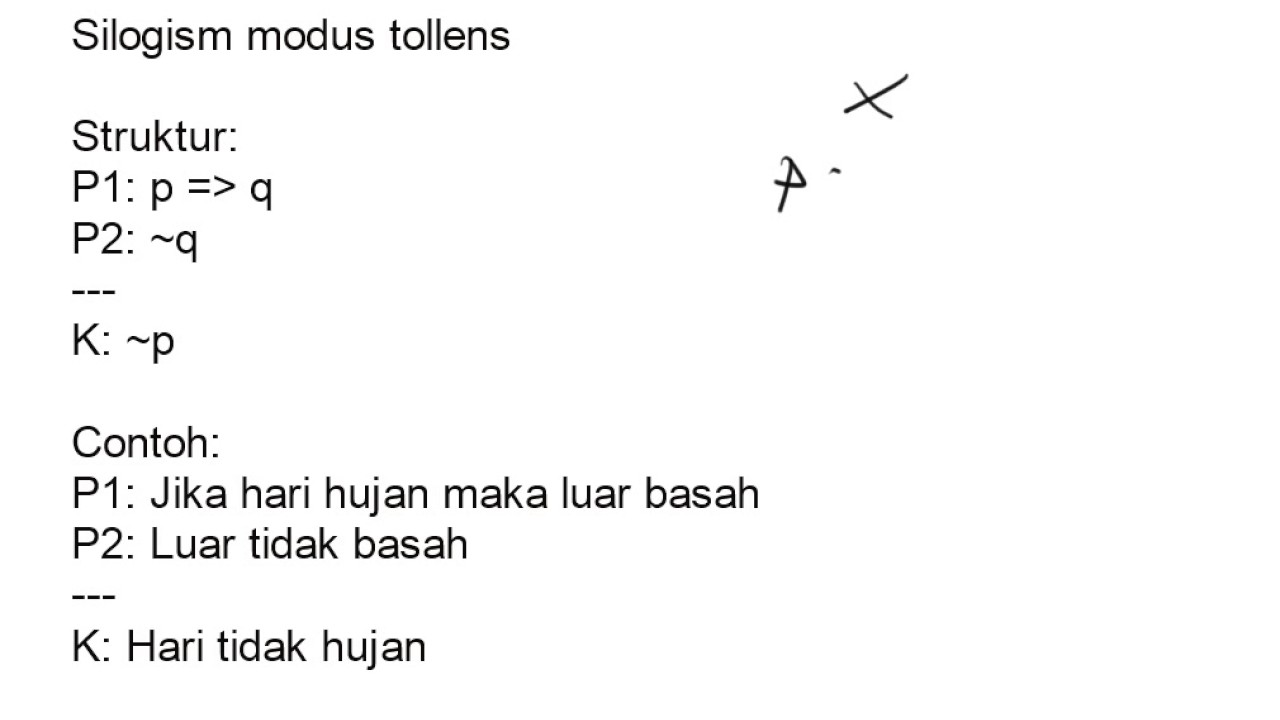 Silogism modus tollens
Struktur:
P1: p => q
P2: ~q
---
K: ~p
Contoh:
P1: Jika hari hujan maka luar basah
P2: Luar tidak basah
---
K: Hari tidak hujan